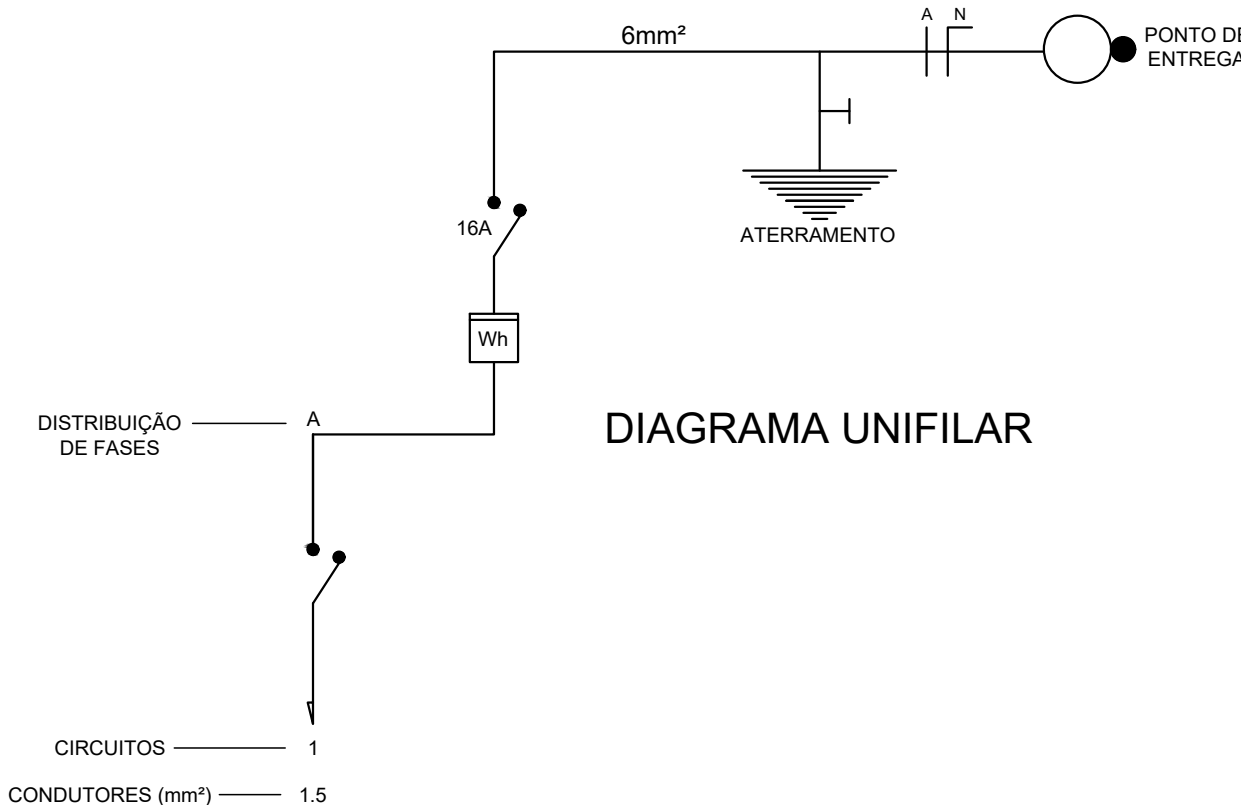 A N
6mm²
PONTO DE
ENTREGA
16A
ATERRAMENTO
Wh
DISTRIBUIÇÃO
DE FASES
A
DIAGRAMA UNIFILAR
CIRCUITOS
1
CONDUTORES (mm²)
1.5